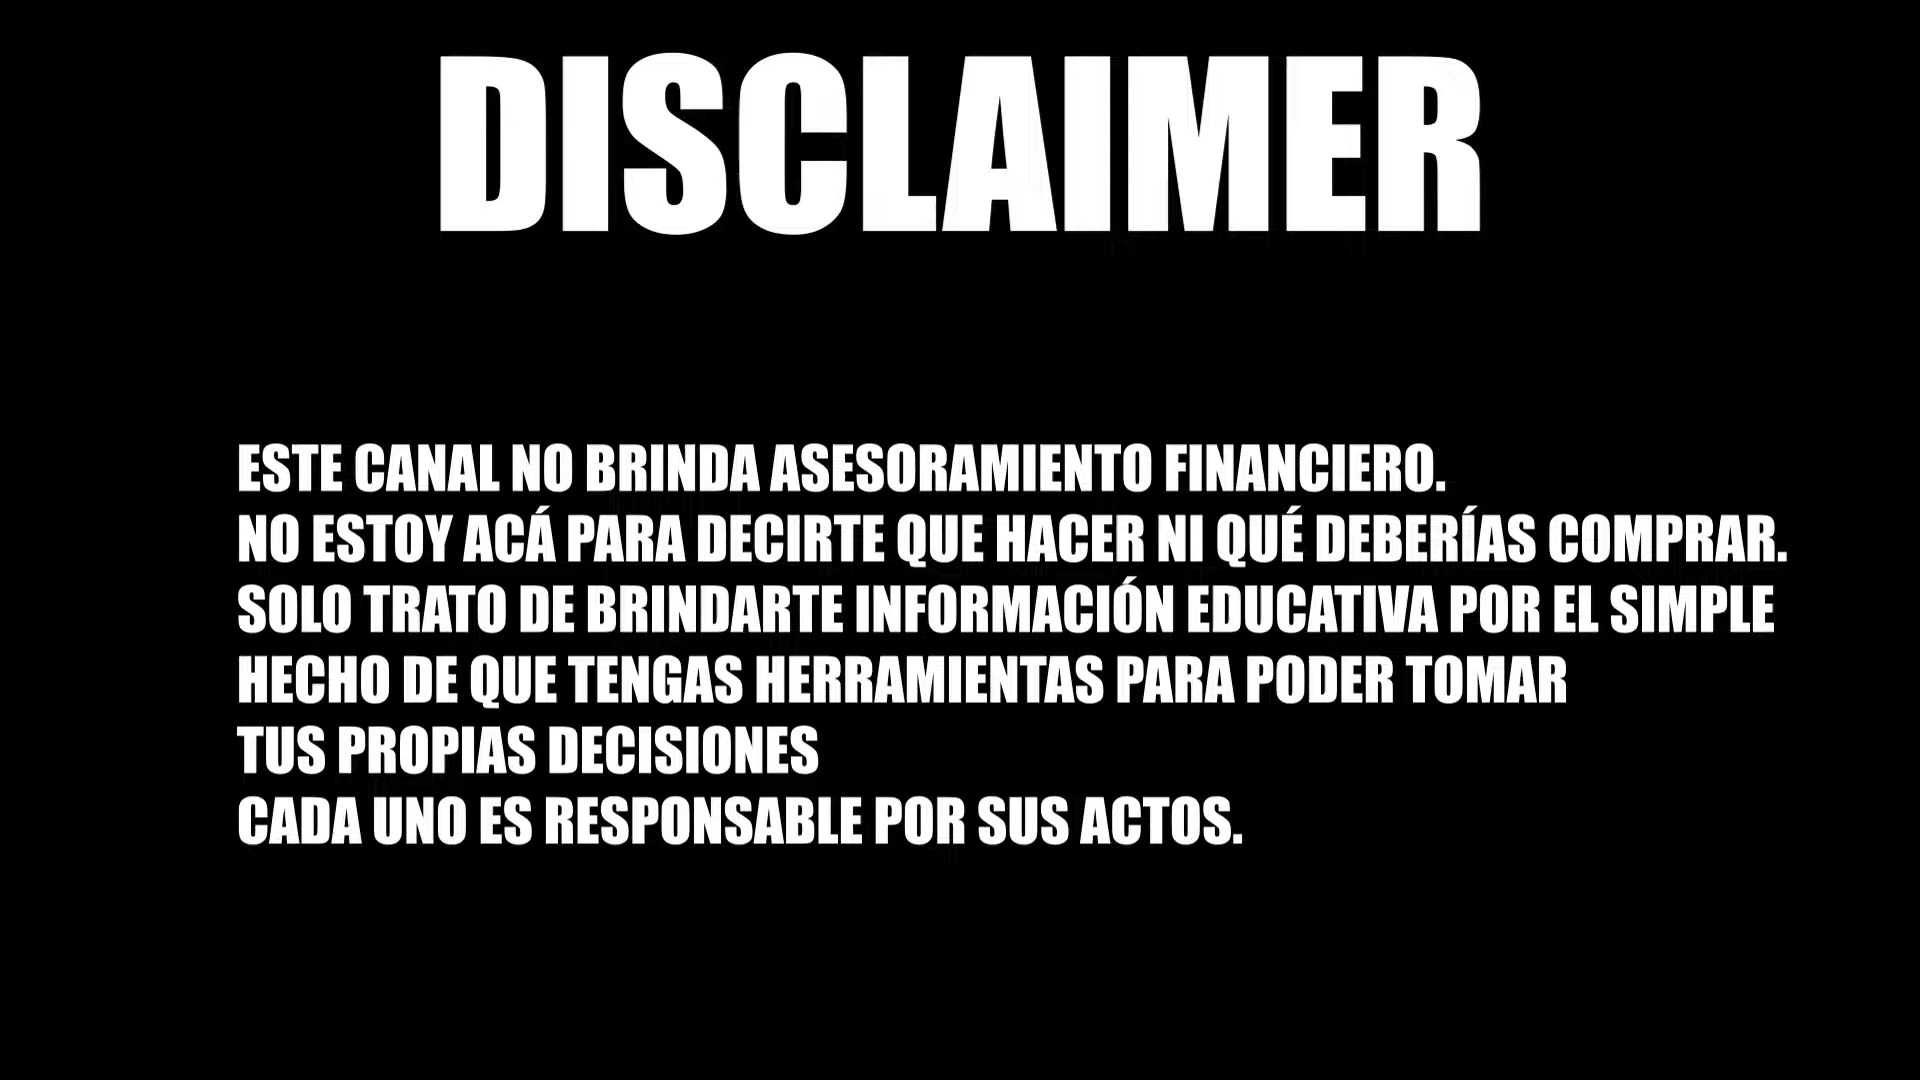 DISCLAIMER
ESTE CANAL NO BRINDA ASESORAMIENTO FINANCIERO.
NO ESTOY ACÁ PARA DECIRTE QUE HACER NI QUÉ DEBERÍAS COMPRAR.
SOLO TRATO DE BRINDARTE INFORMACIÓN EDUCATIVA POR EL SIMPLE
HECHO DE QUE TENGAS HERRAMIENTAS PARA PODER TOMAR
TUS PROPIAS DECISIONES
CADA UNO ES RESPONSABLE POR SUS ACTOS.